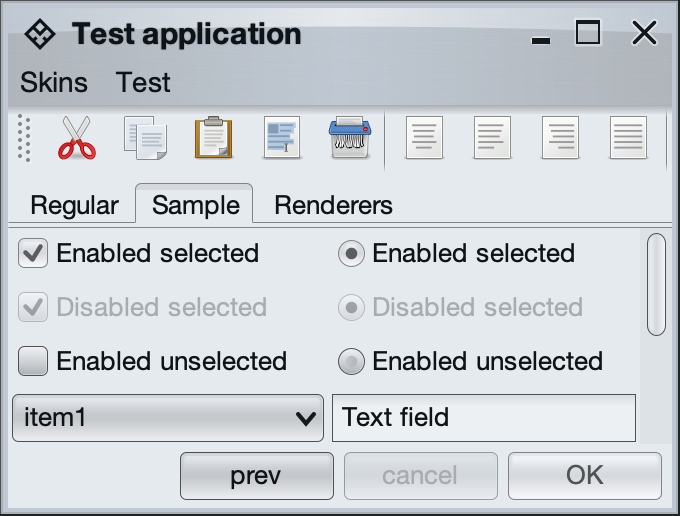 Test application
Skins Test
Regular Sample Renderers
Enabled selected Enabled selected
Disabled selected Disabled selected
Enabled unselected Enabled unselected
item1 Text field
prev cancel OK